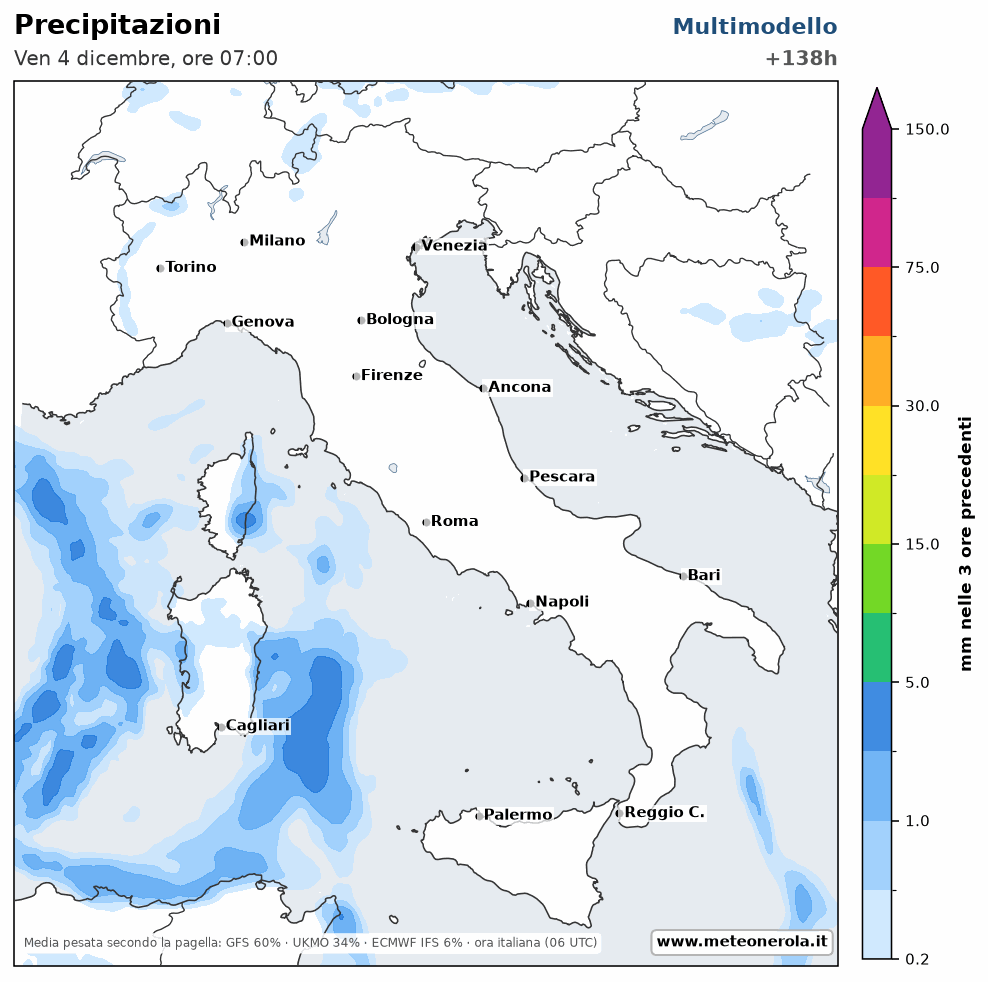 Precipitazioni
Multimodello
Ven 4 dicembre, ore 07:00
+138h
150.0
75.0
30.0
15.0
5.0
1.0
0.2
mm nelle 3 ore precedenti
Milano
Venezia
Torino
Genova
Bologna
Firenze
Ancona
Pescara
Roma
Bari
Napoli
Cagliari
Palermo
Reggio C.
Media pesata secondo la pagella: GFS 60% · UKMO 34% · ECMWF IFS 6% · ora italiana (06 UTC)
www.meteonerola.it